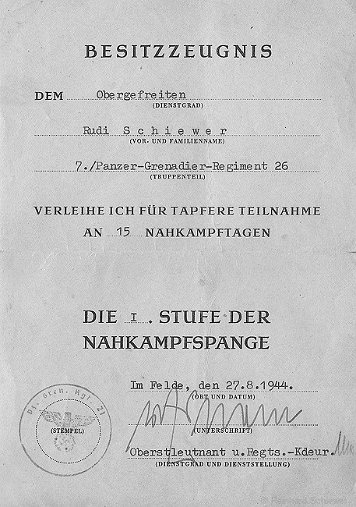 BESITZZEUGNIS
DEM Obergefreiten
(DIENSTGRAD)
Rudi Schiewer
(VOR- UND FAMILIENNAME)
7./Panzer-Grenadier-Regiment 26
(TRUPPENTEIL)
VERLEIHE ICH FÜR TAPFERE TEILNAHME
AN 15 NAHKAMPFTAGEN
DIE I. STUFE DER
NAHKAMPFSPANGE
Im Felde, den 27.8.1944.
(ORT UND DATUM)
(STEMPEL)
(UNTERSCHRIFT)
Oberstleutnant u.Regts.-Kdeur.
(DIENSTGRAD UND DIENSTSTELLUNG)